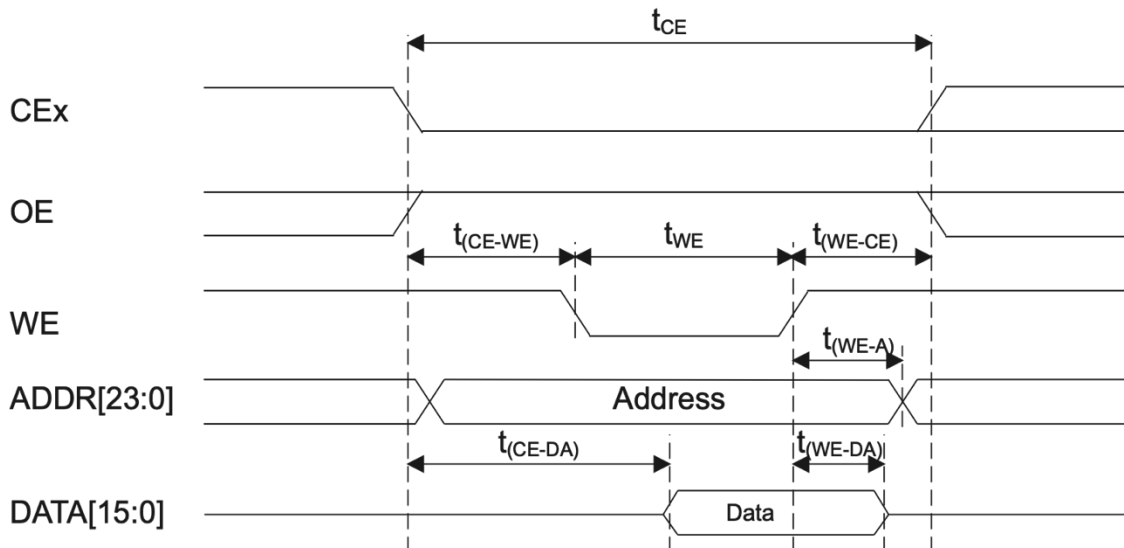 t(CE)
CEx
OE
t(CE-WE) tWE t(WE-CE)
WE
t(WE-A)
ADDR[23:0] Address
t(CE-DA) t(WE-DA)
DATA[15:0] Data